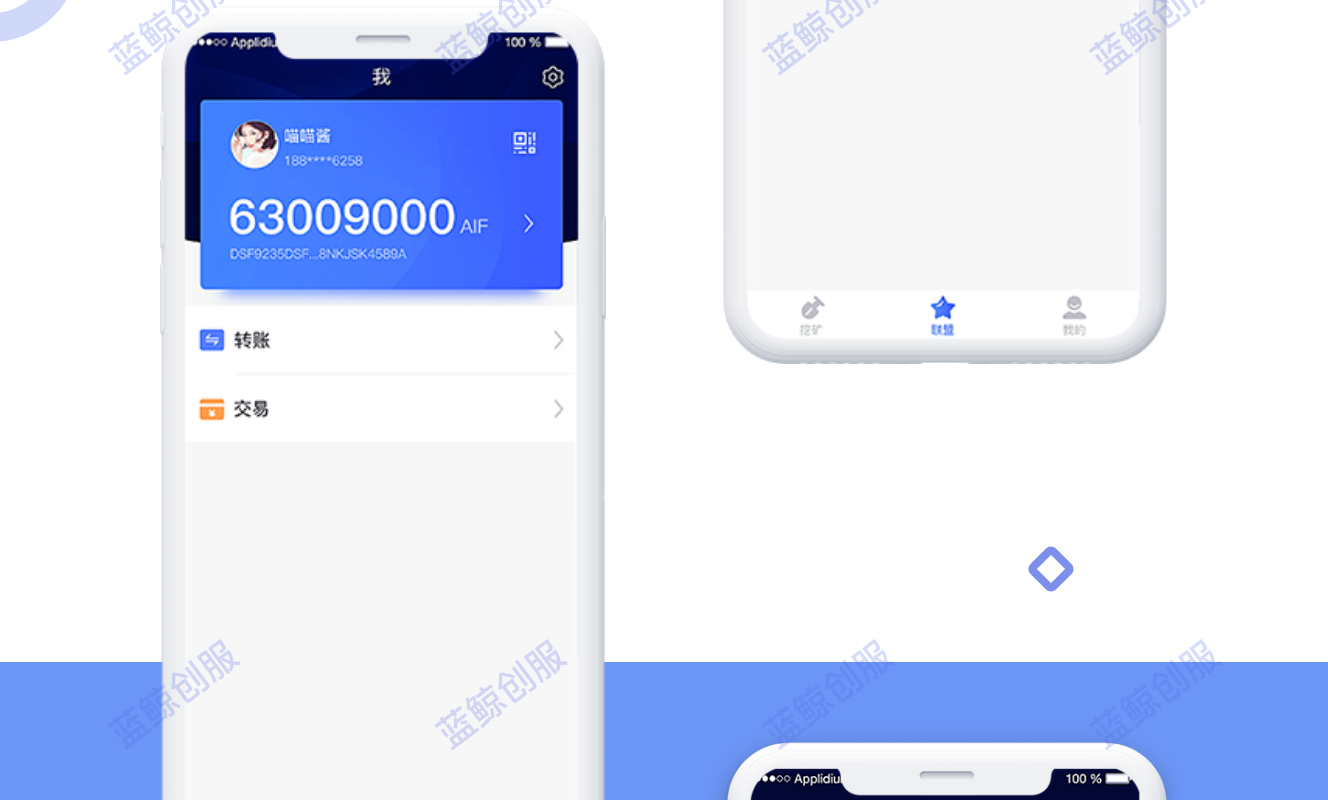 蓝鲸创服
蓝鲸创服
蓝鲸创服
蓝鲸创服
Applidiu
100 %
我
喵喵酱
188****6258
63009000 AIF
DSF9235DSF...8NKJSK4589A
转账
交易
挖矿
联盟
我的
蓝鲸创服
蓝鲸创服
蓝鲸创服
蓝鲸创服
Applidiu
100 %